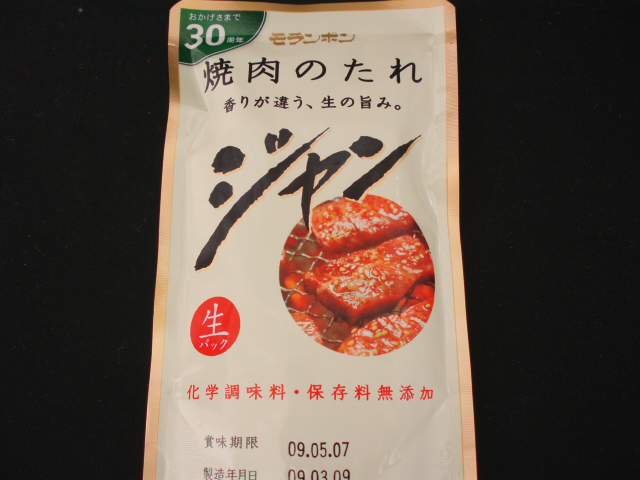 おかげさまで
30周年
モランボン
焼肉のたれ
香りが違う、生の旨み。
ジャン
生
パック
化学調味料・保存料無添加
賞味期限 09.05.07
製造年月日 09.03.09